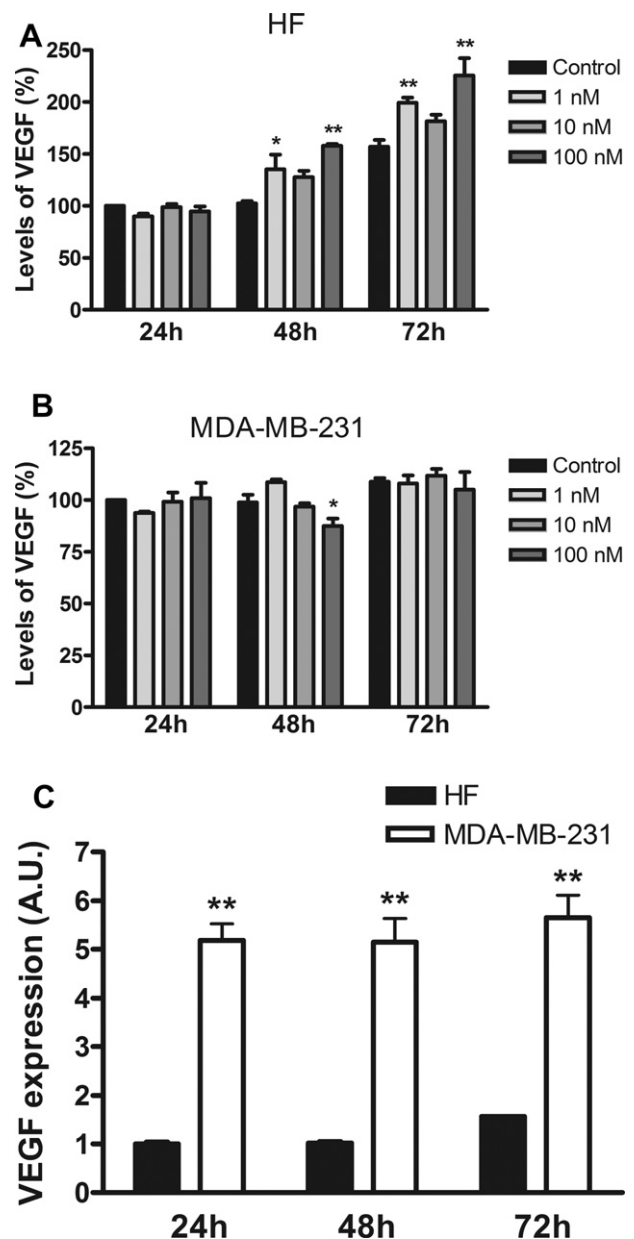 A
HF
Levels of VEGF (%)
250
200
150
100
50
0
* ** ** **
24h 48h 72h
Control
1 nM
10 nM
100 nM
B
MDA-MB-231
Levels of VEGF (%)
125
100
75
50
25
0
*
24h 48h 72h
Control
1 nM
10 nM
100 nM
C
HF
MDA-MB-231
VEGF expression (A.U.)
7
6
5
4
3
2
1
0
** ** **
24h 48h 72h